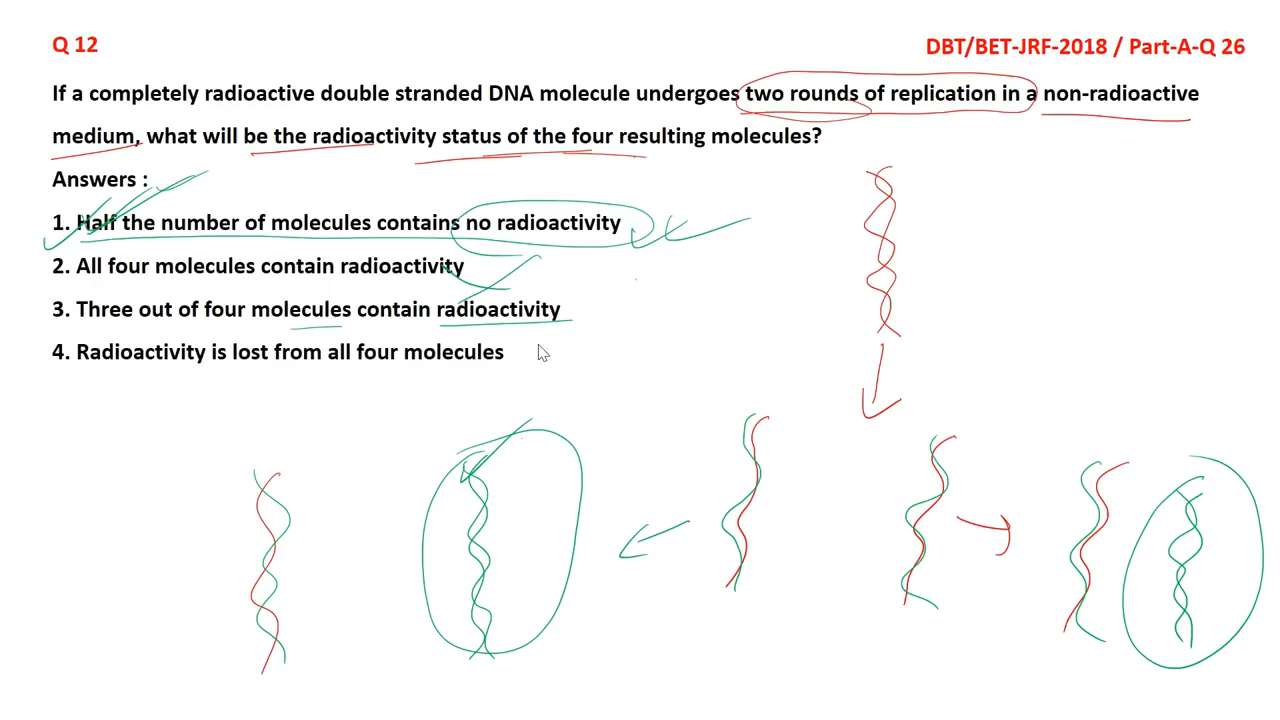 Q 12
DBT/BET-JRF-2018 / Part-A-Q 26
If a completely radioactive double stranded DNA molecule undergoes two rounds of replication in a non-radioactive
medium, what will be the radioactivity status of the four resulting molecules?
Answers :
1. Half the number of molecules contains no radioactivity
2. All four molecules contain radioactivity
3. Three out of four molecules contain radioactivity
4. Radioactivity is lost from all four molecules